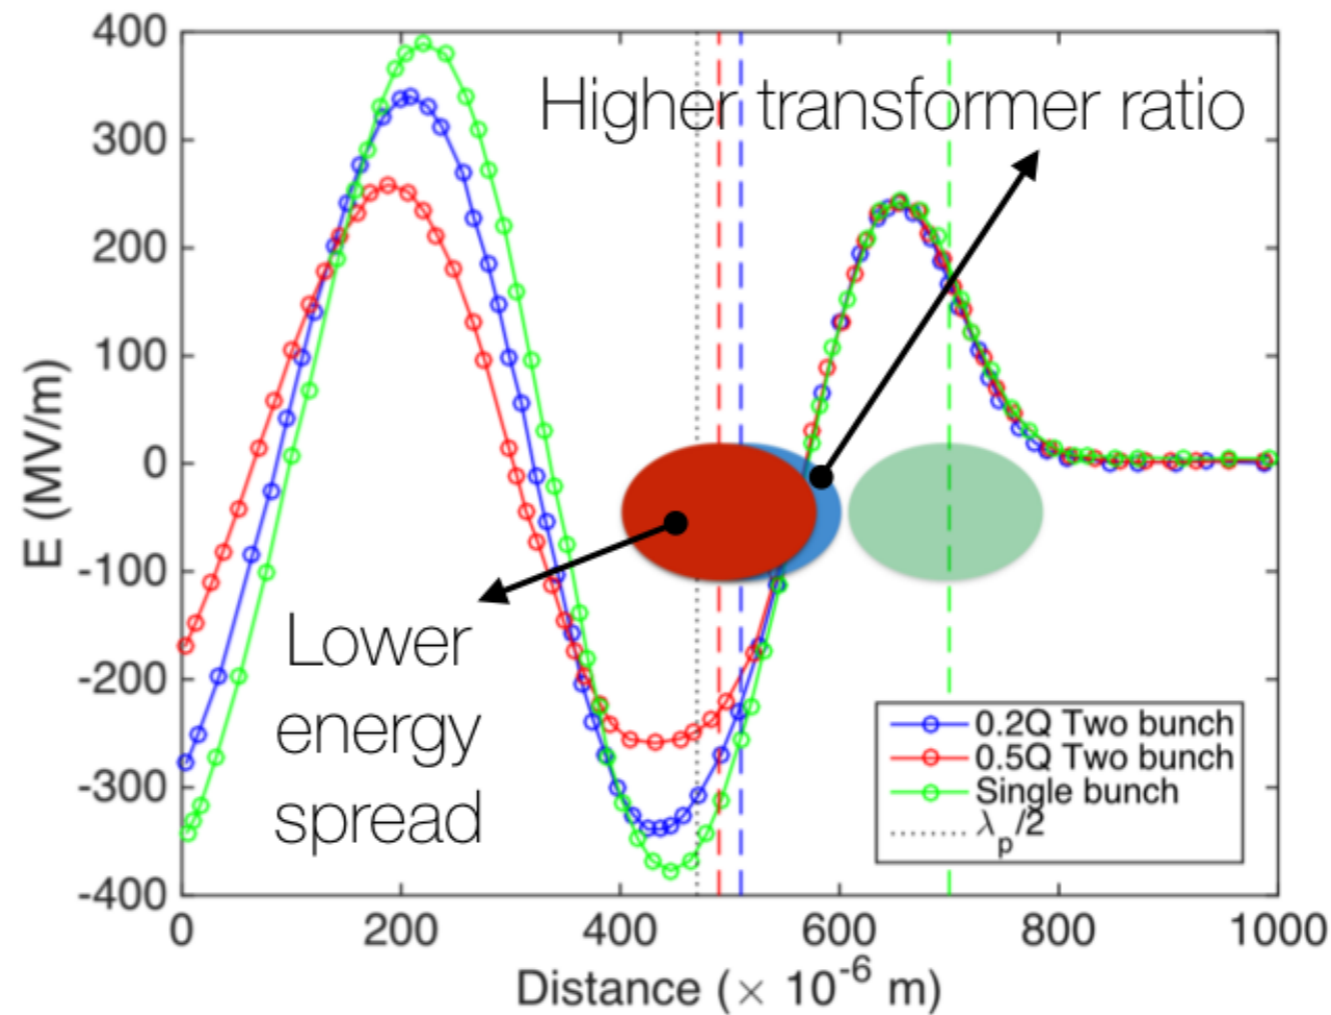 400
300
200
100
0
-100
-200
-300
-400
E (MV/m)
Higher transformer ratio
Lower
energy
spread
0.2Q Two bunch
0.5Q Two bunch
Single bunch
λp/2
0 200 400 600 800 1000
Distance (× 10^-6 m)